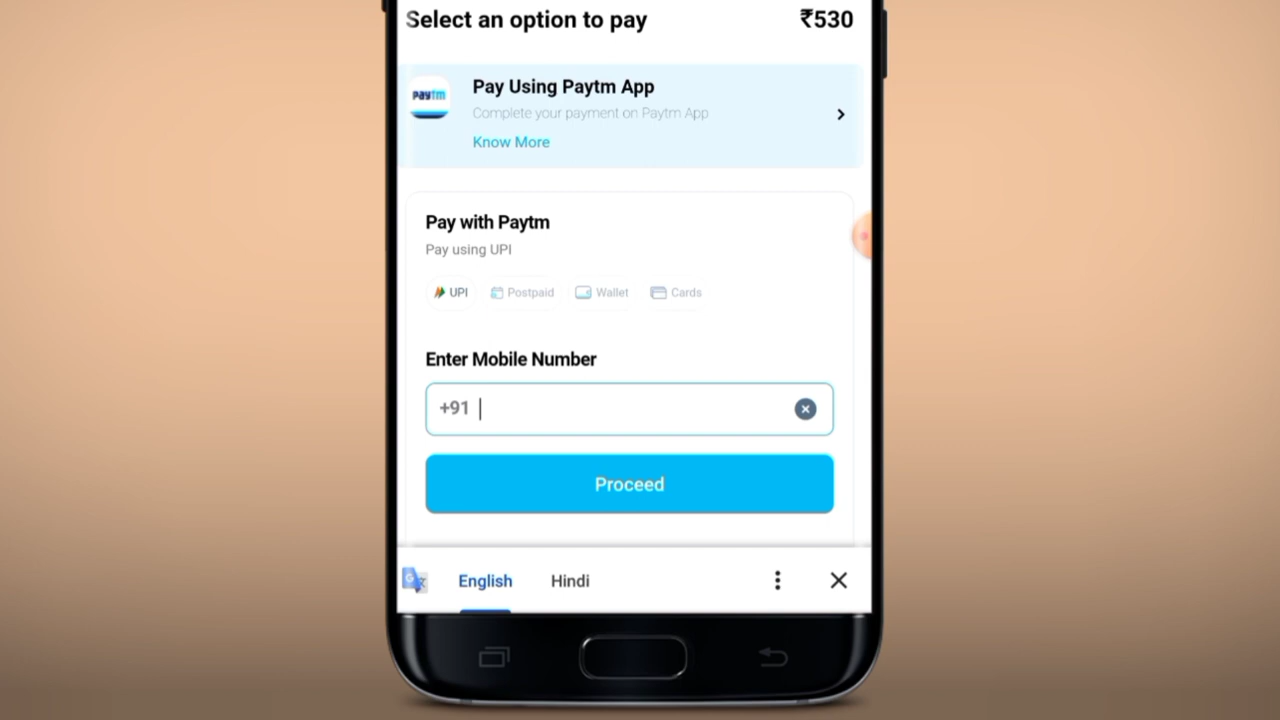 Select an option to pay ₹530
paytm
Pay Using Paytm App
Complete your payment on Paytm App
Know More
Pay with Paytm
Pay using UPI
UPI Postpaid Wallet Cards
Enter Mobile Number
+91
Proceed
G English Hindi